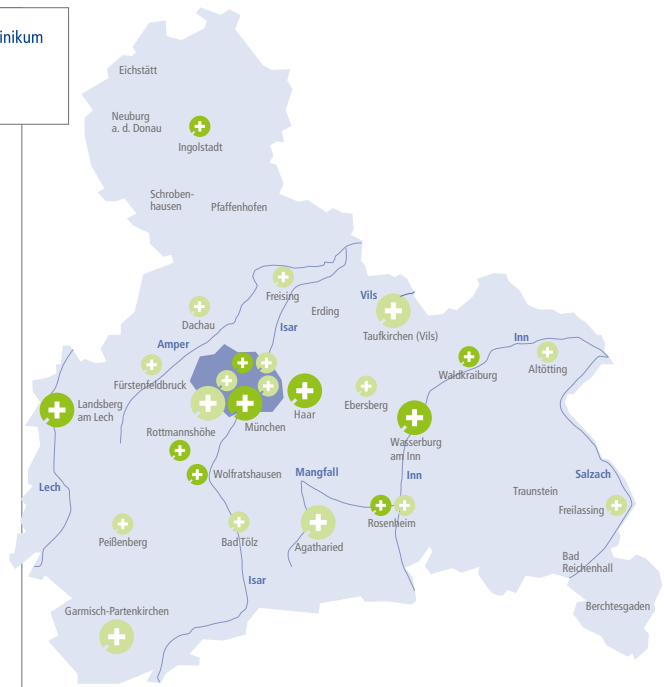 inikum
Eichstätt
Neuburg
a. d. Donau
Ingolstadt
Schroben-
hausen
Pfaffenhofen
Freising
Erding
Vils
Dachau
Isar
Taufkirchen (Vils)
Amper
Inn
Waldkraiburg
Altötting
Fürstenfeldbruck
Ebersberg
Landsberg
am Lech
Haar
München
Rottmannshöhe
Wasserburg
am Inn
Wolfratshausen
Mangfall
Inn
Salzach
Lech
Traunstein
Freilassing
Rosenheim
Peißenberg
Bad Tölz
Agatharied
Bad
Reichenhall
Isar
Berchtesgaden
Garmisch-Partenkirchen